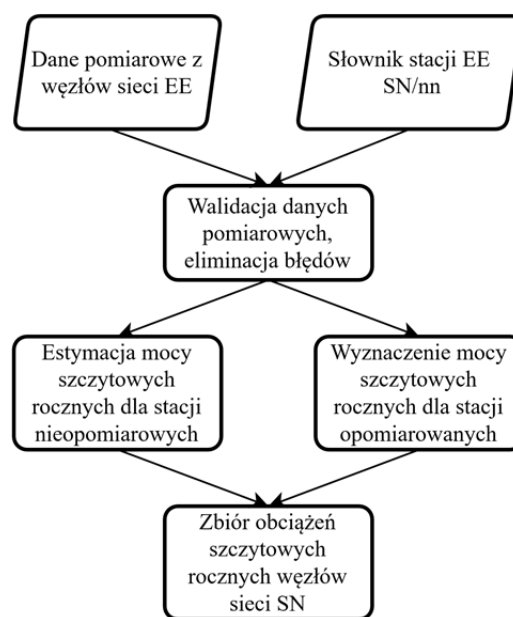 Dane pomiarowe z
węzłów sieci EE
Słownik stacji EE
SN/nn
Walidacja danych
pomiarowych,
eliminacja błędów
Estymacja mocy
szczytowych
rocznych dla stacji
nieopomiarowych
Wyznaczenie mocy
szczytowych
rocznych dla stacji
opomiarowanych
Zbiór obciążeń
szczytowych
rocznych węzłów
sieci SN